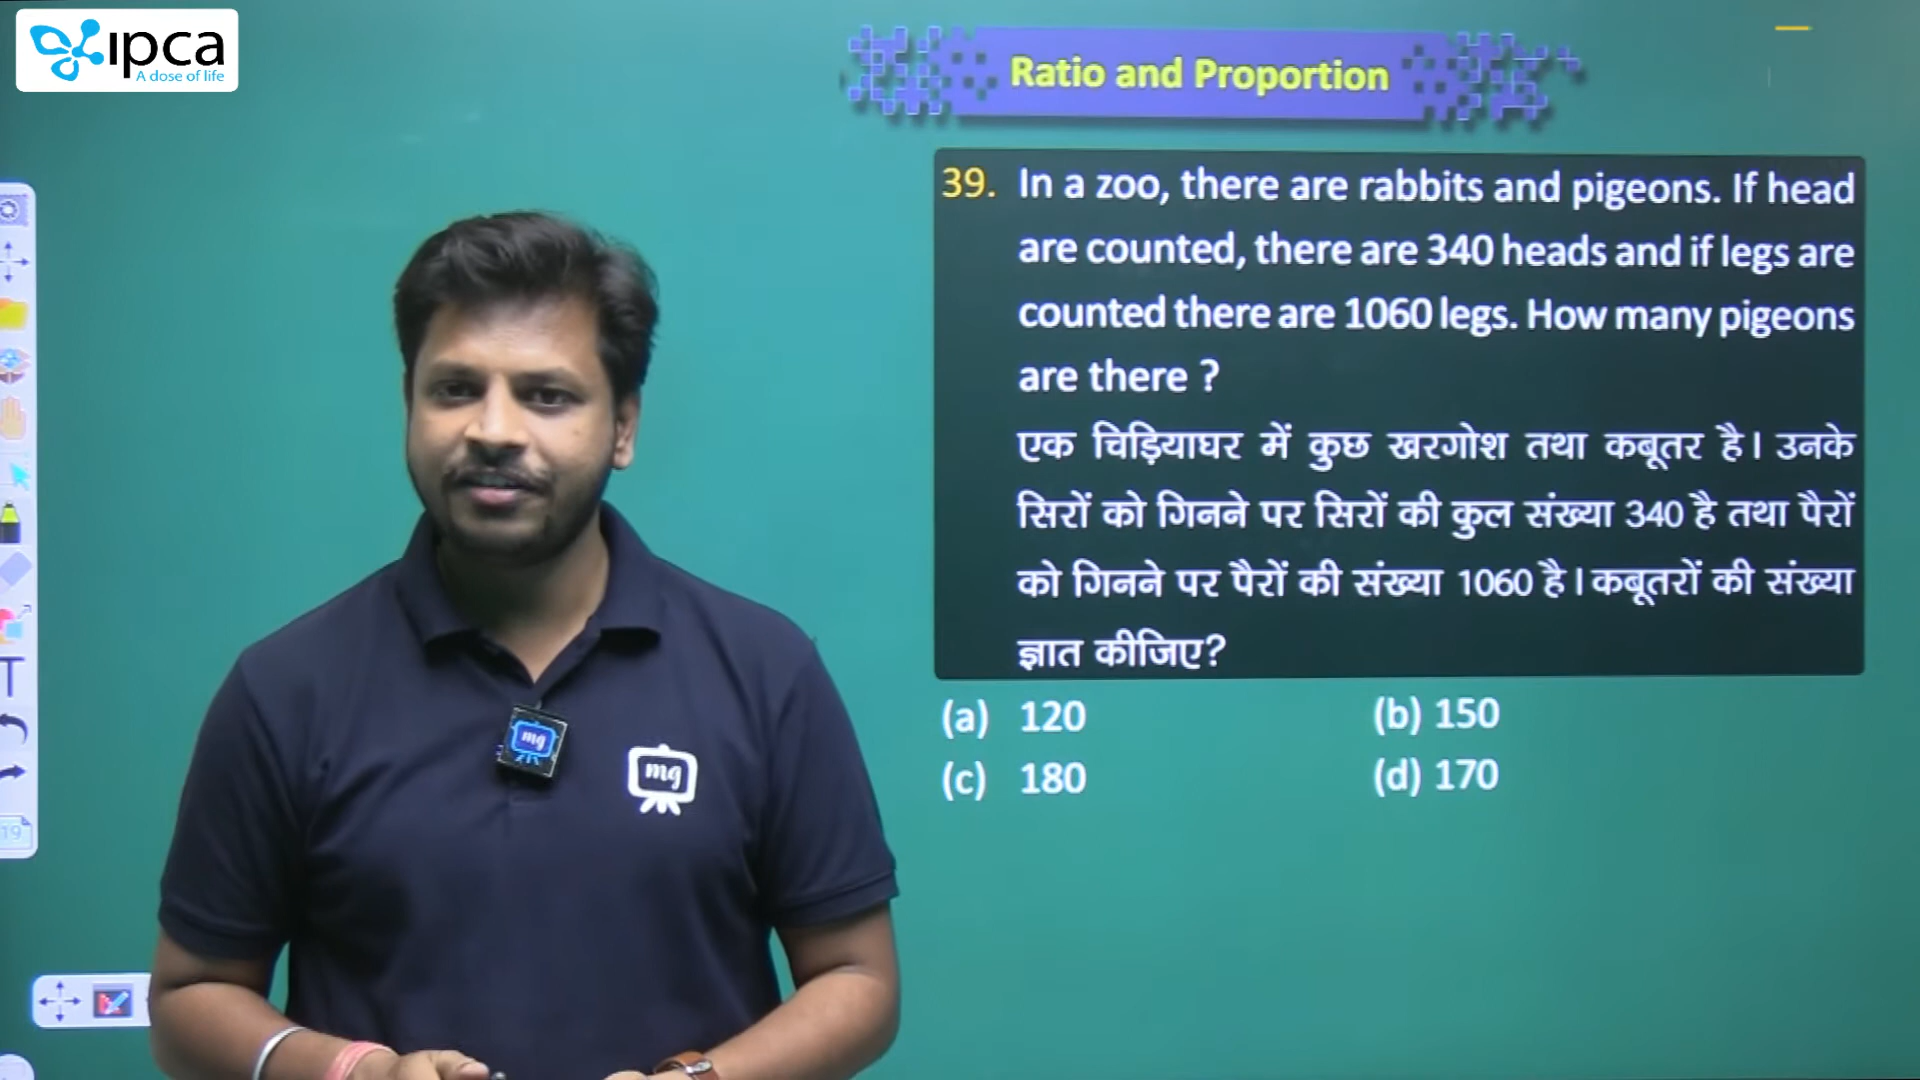 ipca
A dose of life
Ratio and Proportion
39. In a zoo, there are rabbits and pigeons. If head
are counted, there are 340 heads and if legs are
counted there are 1060 legs. How many pigeons
are there ?
एक चिड़ियाघर में कुछ खरगोश तथा कबूतर है। उनके
सिरों को गिनने पर सिरों की कुल संख्या 340 है तथा पैरों
को गिनने पर पैरों की संख्या 1060 है। कबूतरों की संख्या
ज्ञात कीजिए?
(a) 120 (b) 150
(c) 180 (d) 170
mg
mg
T
19